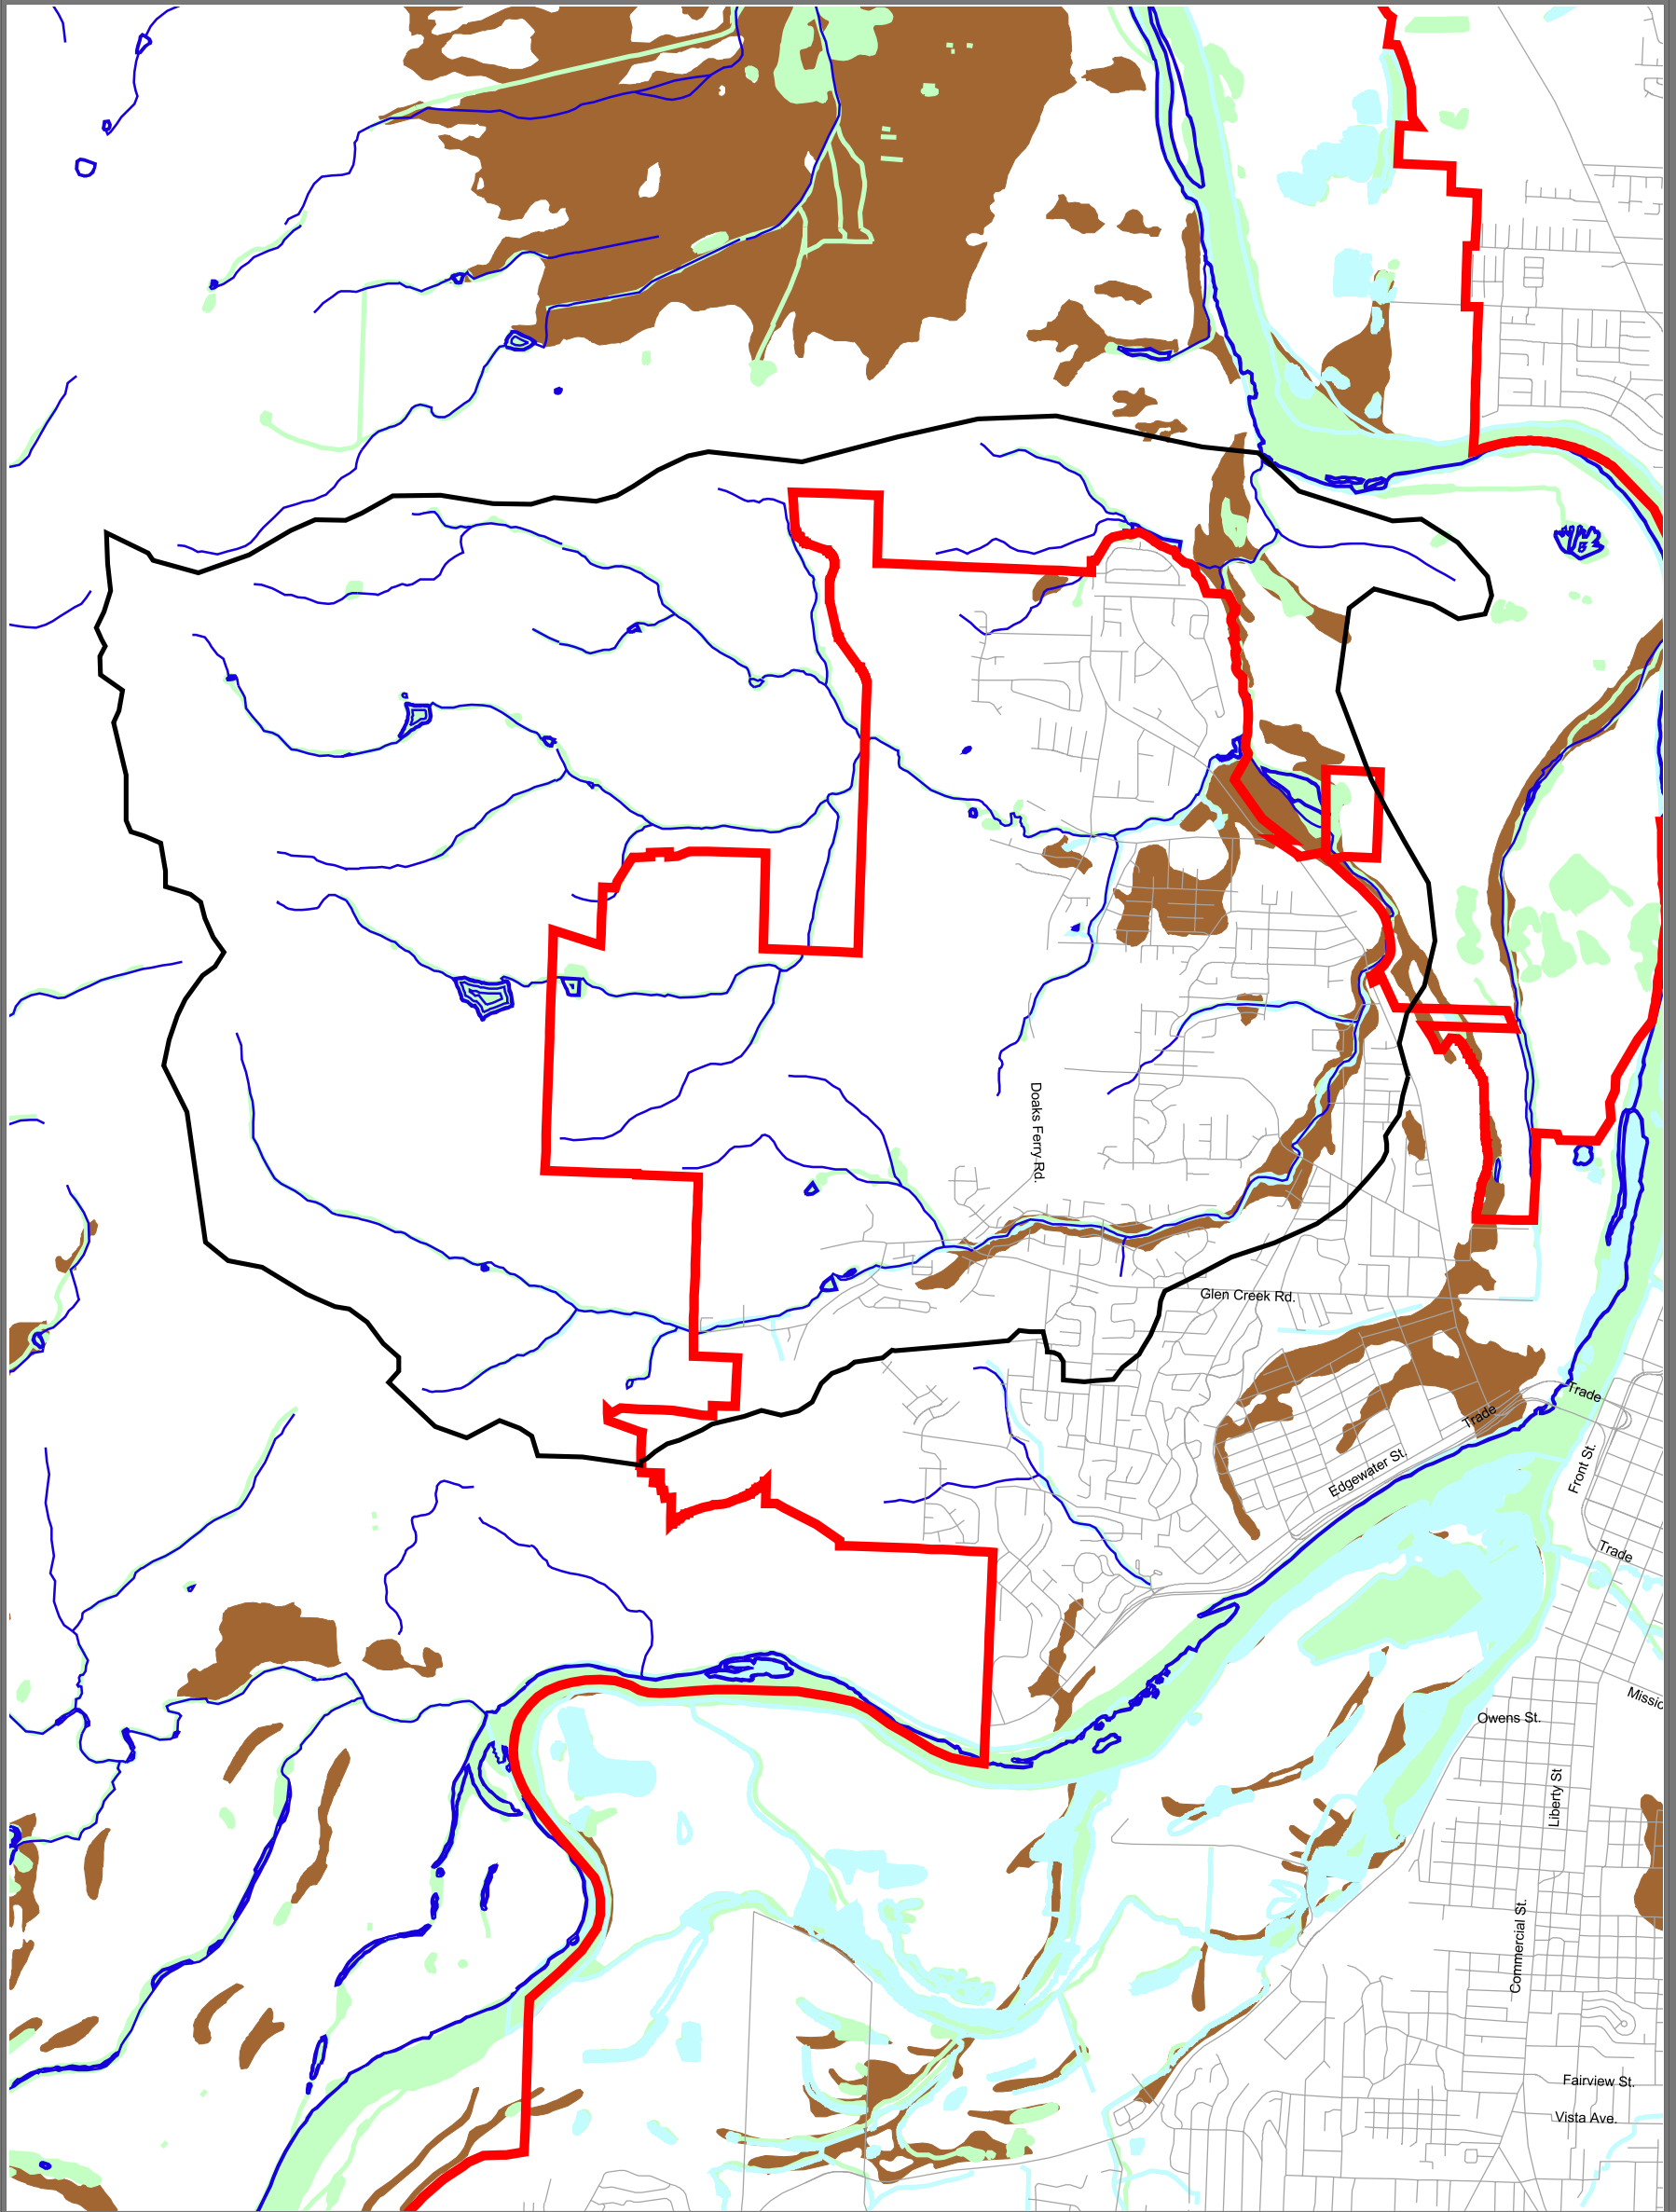 Doaks Ferry Rd.
Glen Creek Rd.
Trade
Trade
Edgewater St.
Front St.
Trade
Missic
Owens St.
Liberty St
Commercial St.
Fairview St.
Vista Ave.